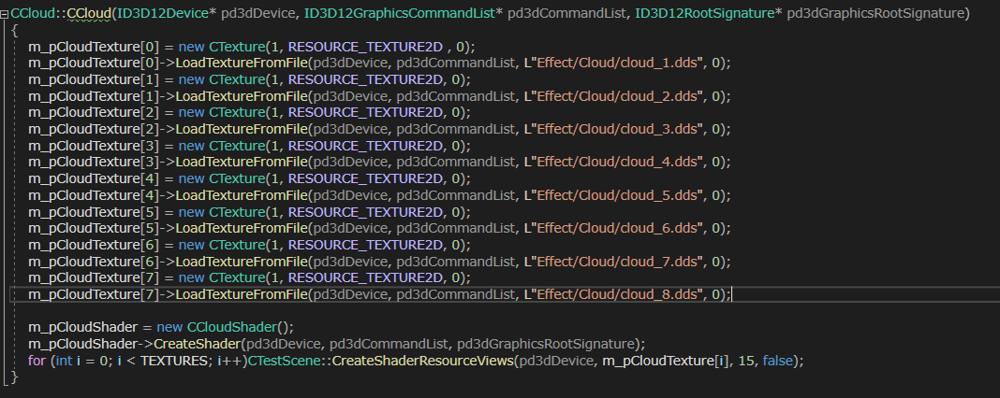 CCloud::CCloud(ID3D12Device* pd3dDevice, ID3D12GraphicsCommandList* pd3dCommandList, ID3D12RootSignature* pd3dGraphicsRootSignature)
{
m_pCloudTexture[0] = new CTexture(1, RESOURCE_TEXTURE2D , 0);
m_pCloudTexture[0]->LoadTextureFromFile(pd3dDevice, pd3dCommandList, L"Effect/Cloud/cloud_1.dds", 0);
m_pCloudTexture[1] = new CTexture(1, RESOURCE_TEXTURE2D, 0);
m_pCloudTexture[1]->LoadTextureFromFile(pd3dDevice, pd3dCommandList, L"Effect/Cloud/cloud_2.dds", 0);
m_pCloudTexture[2] = new CTexture(1, RESOURCE_TEXTURE2D, 0);
m_pCloudTexture[2]->LoadTextureFromFile(pd3dDevice, pd3dCommandList, L"Effect/Cloud/cloud_3.dds", 0);
m_pCloudTexture[3] = new CTexture(1, RESOURCE_TEXTURE2D, 0);
m_pCloudTexture[3]->LoadTextureFromFile(pd3dDevice, pd3dCommandList, L"Effect/Cloud/cloud_4.dds", 0);
m_pCloudTexture[4] = new CTexture(1, RESOURCE_TEXTURE2D, 0);
m_pCloudTexture[4]->LoadTextureFromFile(pd3dDevice, pd3dCommandList, L"Effect/Cloud/cloud_5.dds", 0);
m_pCloudTexture[5] = new CTexture(1, RESOURCE_TEXTURE2D, 0);
m_pCloudTexture[5]->LoadTextureFromFile(pd3dDevice, pd3dCommandList, L"Effect/Cloud/cloud_6.dds", 0);
m_pCloudTexture[6] = new CTexture(1, RESOURCE_TEXTURE2D, 0);
m_pCloudTexture[6]->LoadTextureFromFile(pd3dDevice, pd3dCommandList, L"Effect/Cloud/cloud_7.dds", 0);
m_pCloudTexture[7] = new CTexture(1, RESOURCE_TEXTURE2D, 0);
m_pCloudTexture[7]->LoadTextureFromFile(pd3dDevice, pd3dCommandList, L"Effect/Cloud/cloud_8.dds", 0);
m_pCloudShader = new CCloudShader();
m_pCloudShader->CreateShader(pd3dDevice, pd3dCommandList, pd3dGraphicsRootSignature);
for (int i = 0; i < TEXTURES; i++)CTestScene::CreateShaderResourceViews(pd3dDevice, m_pCloudTexture[i], 15, false);
}